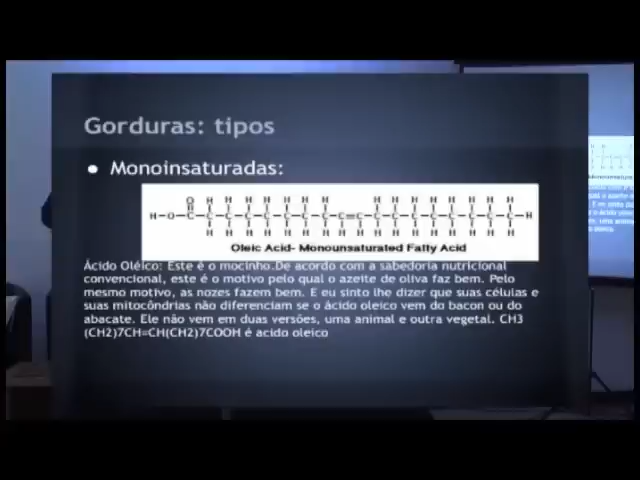 Gorduras: tipos
● Monoinsaturadas:
Oleic Acid- Monounsaturated Fatty Acid
Ácido Oléico: Este é o mocinho.De acordo com a sabedoria nutricional
convencional, este é o motivo pelo qual o azeite de oliva faz bem. Pelo
mesmo motivo, as nozes fazem bem. E eu sinto lhe dizer que suas células e
suas mitocôndrias não diferenciam se o ácido oleico vem do bacon ou do
abacate. Ele não vem em duas versões, uma animal e outra vegetal. CH3
(CH2)7CH=CH(CH2)7COOH é acido oleico